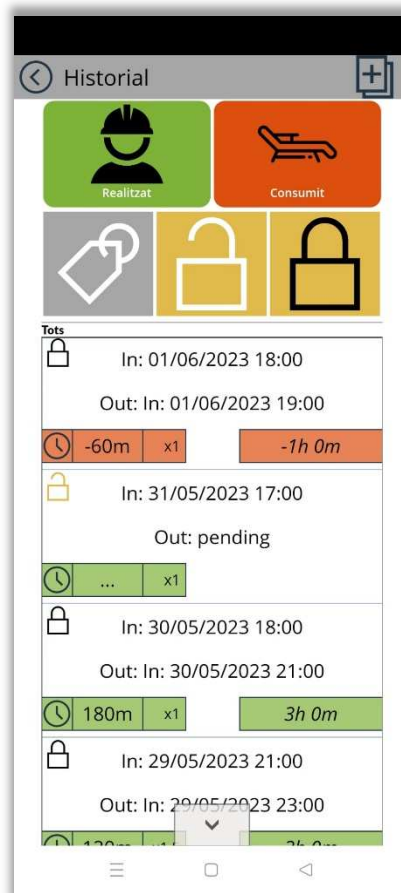 Historial
Realitzat
Consumit
Tots
In: 01/06/2023 18:00
Out: In: 01/06/2023 19:00
-60m x1 -1h 0m
In: 31/05/2023 17:00
Out: pending
... x1
In: 30/05/2023 18:00
Out: In: 30/05/2023 21:00
180m x1 3h 0m
In: 29/05/2023 21:00
Out: In: 29/05/2023 23:00